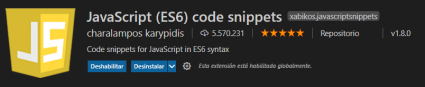 JS
JavaScript (ES6) code snippets xabikos.javascriptsnippets
charalampos karypidis 5.570.231 Repositorio v1.8.0
Code snippets for JavaScript in ES6 syntax
Deshabilitar Desinstalar Esta extensión está habilitada globalmente.